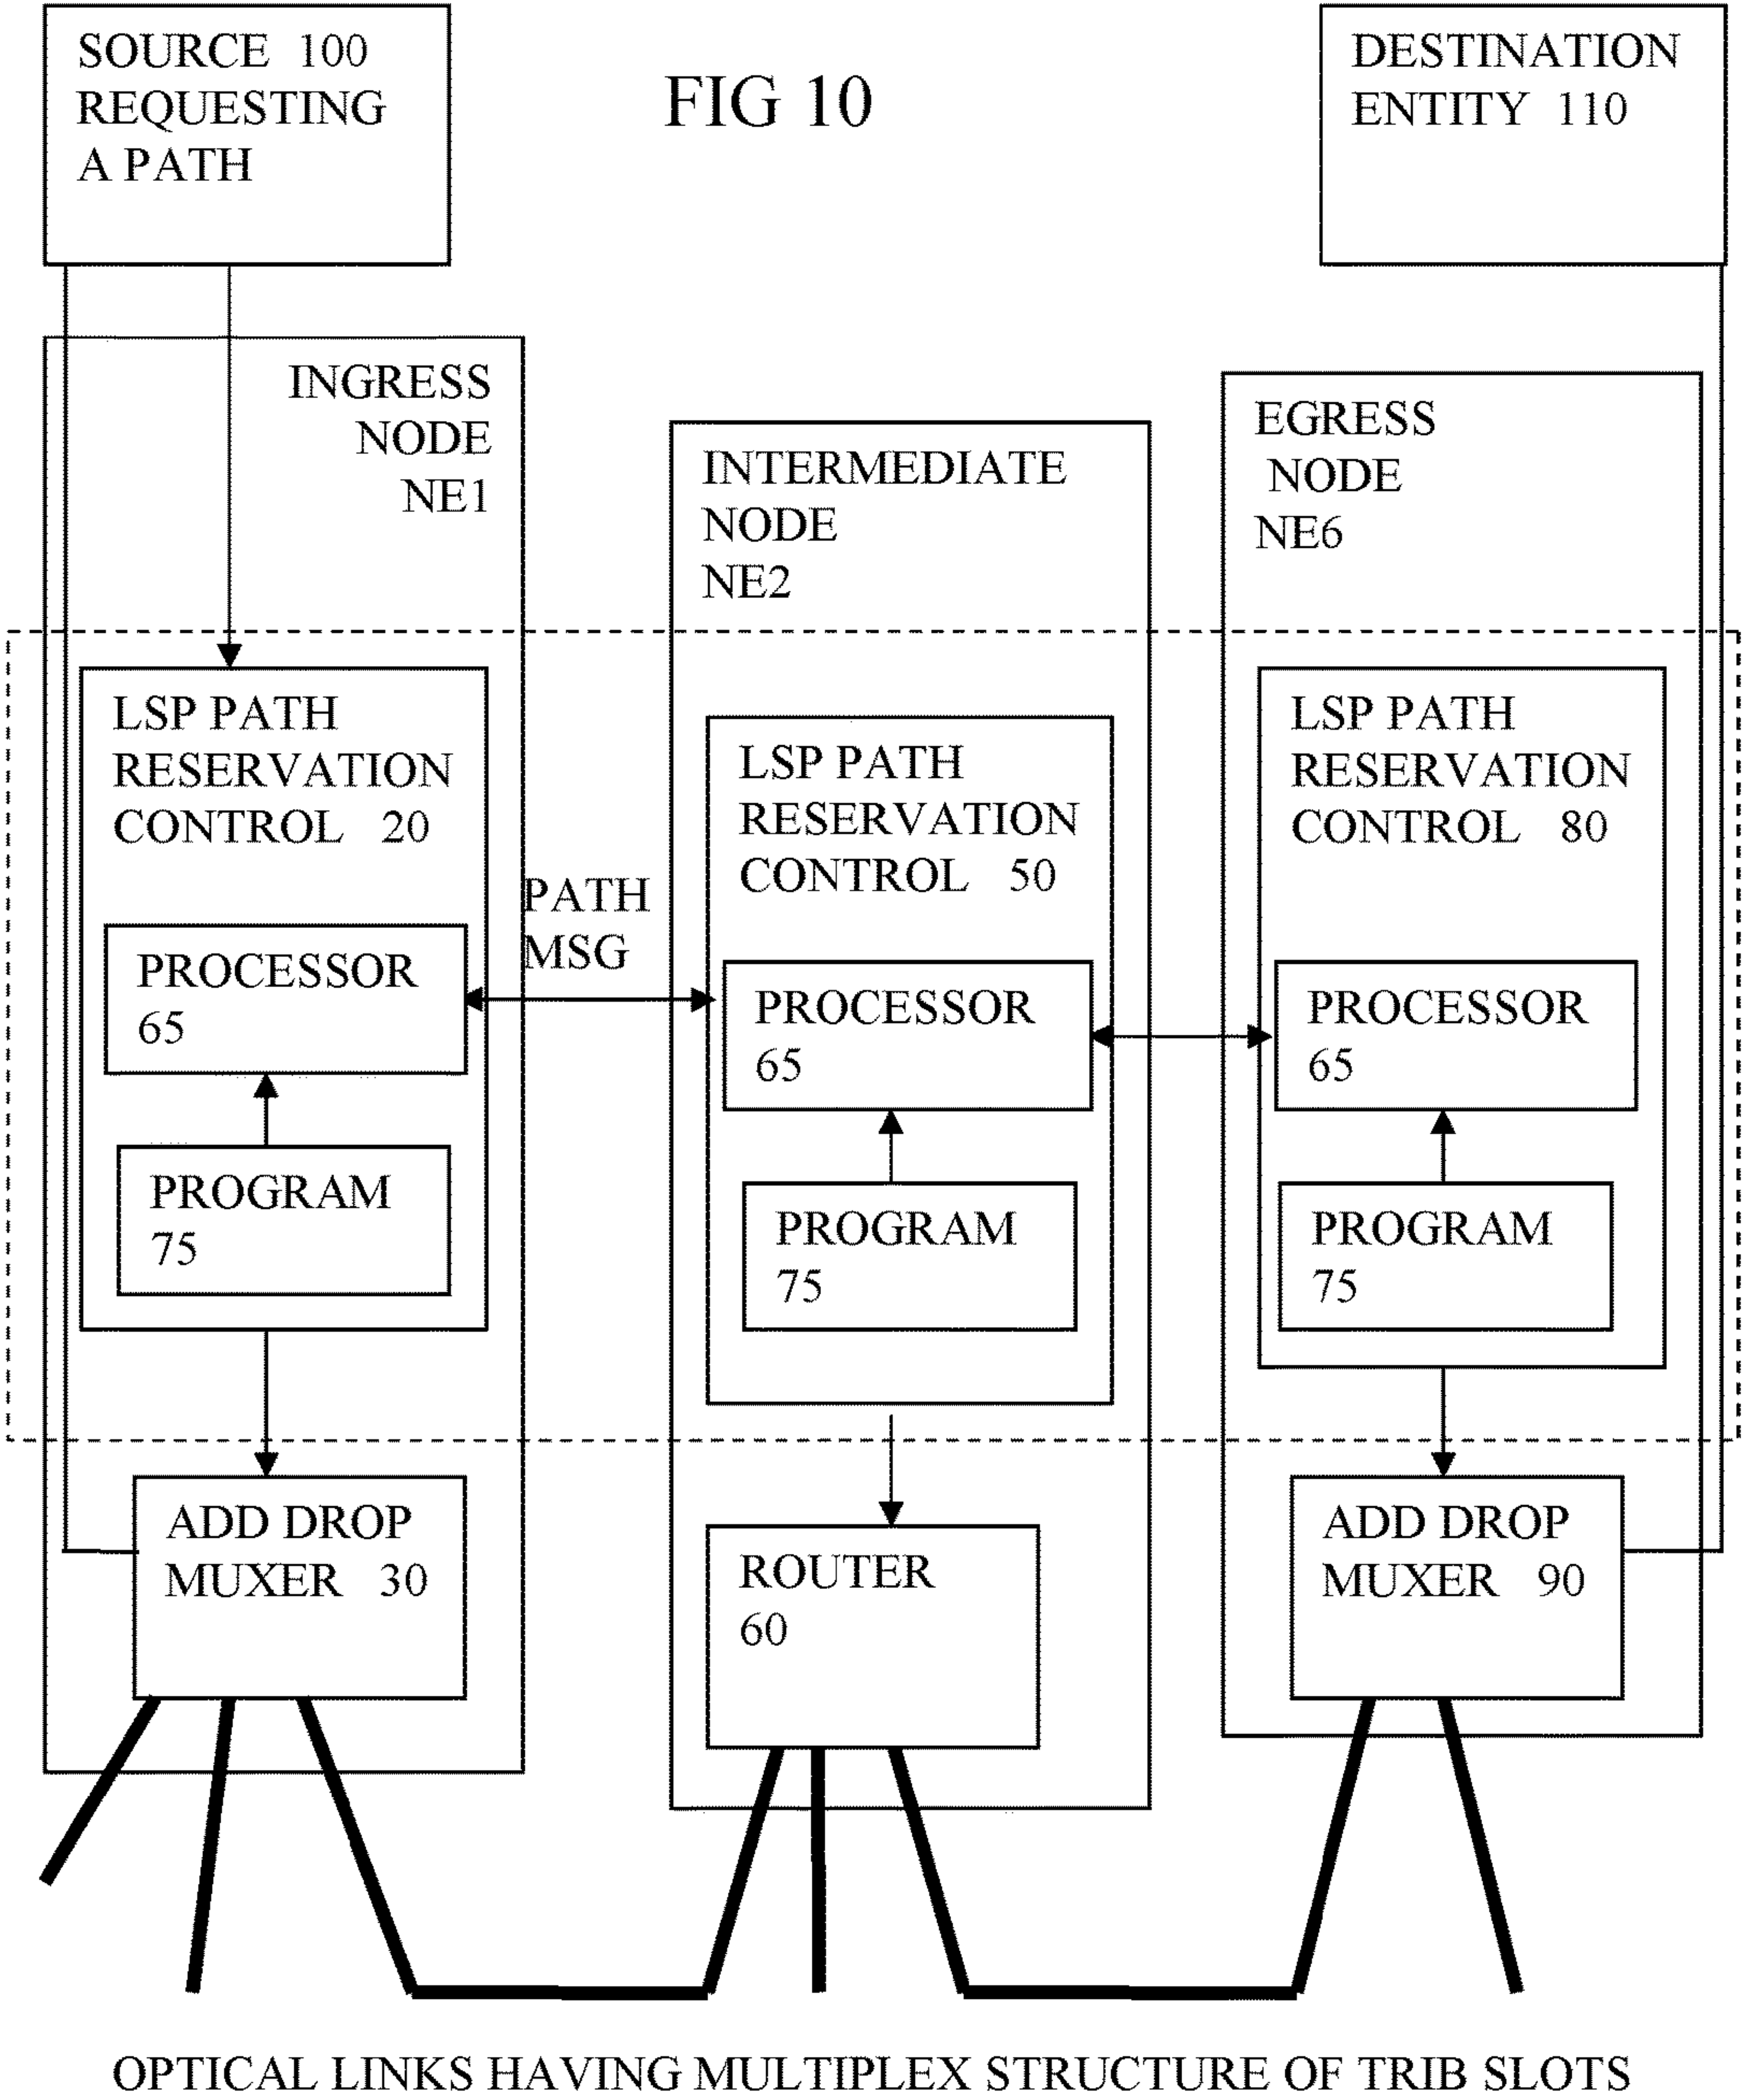 SOURCE 100
REQUESTING
A PATH
FIG 10
DESTINATION
ENTITY 110
INGRESS
NODE
NE1
INTERMEDIATE
NODE
NE2
EGRESS
NODE
NE6
LSP PATH
RESERVATION
CONTROL 20
PROCESSOR
65
PROGRAM
75
PATH
MSG
LSP PATH
RESERVATION
CONTROL 50
PROCESSOR
65
PROGRAM
75
LSP PATH
RESERVATION
CONTROL 80
PROCESSOR
65
PROGRAM
75
ADD DROP
MUXER 30
ROUTER
60
ADD DROP
MUXER 90
OPTICAL LINKS HAVING MULTIPLEX STRUCTURE OF TRIB SLOTS